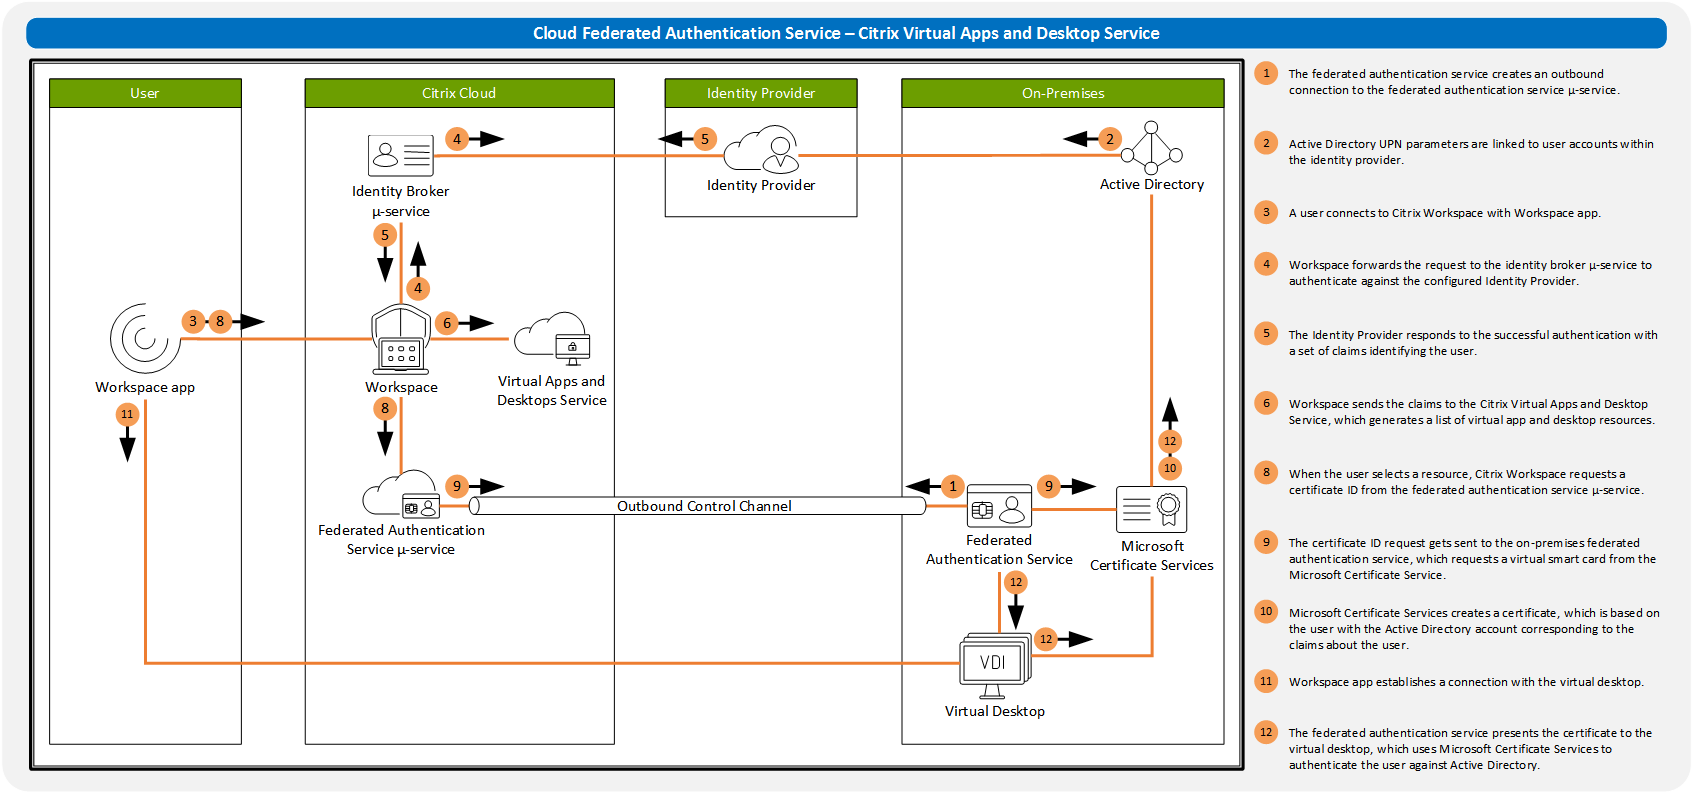 Cloud Federated Authentication Service – Citrix Virtual Apps and Desktop Service
User
Citrix Cloud
Identity Provider
On-Premises
4
5
2
Identity Broker
μ-service
Identity Provider
Active Directory
5
4
3
8
6
Workspace app
Workspace
Virtual Apps and
Desktops Service
11
8
12
10
9
1
9
Outbound Control Channel
Federated Authentication
Service μ-service
Federated
Authentication Service
Microsoft
Certificate Services
12
12
VDI
Virtual Desktop
1
The federated authentication service creates an outbound
connection to the federated authentication service μ-service.
2
Active Directory UPN parameters are linked to user accounts within
the identity provider.
3
A user connects to Citrix Workspace with Workspace app.
4
Workspace forwards the request to the identity broker μ-service to
authenticate against the configured Identity Provider.
5
The Identity Provider responds to the successful authentication with
a set of claims identifying the user.
6
Workspace sends the claims to the Citrix Virtual Apps and Desktop
Service, which generates a list of virtual app and desktop resources.
8
When the user selects a resource, Citrix Workspace requests a
certificate ID from the federated authentication service μ-service.
9
The certificate ID request gets sent to the on-premises federated
authentication service, which requests a virtual smart card from the
Microsoft Certificate Service.
10
Microsoft Certificate Services creates a certificate, which is based on
the user with the Active Directory account corresponding to the
claims about the user.
11
Workspace app establishes a connection with the virtual desktop.
12
The federated authentication service presents the certificate to the
virtual desktop, which uses Microsoft Certificate Services to
authenticate the user against Active Directory.